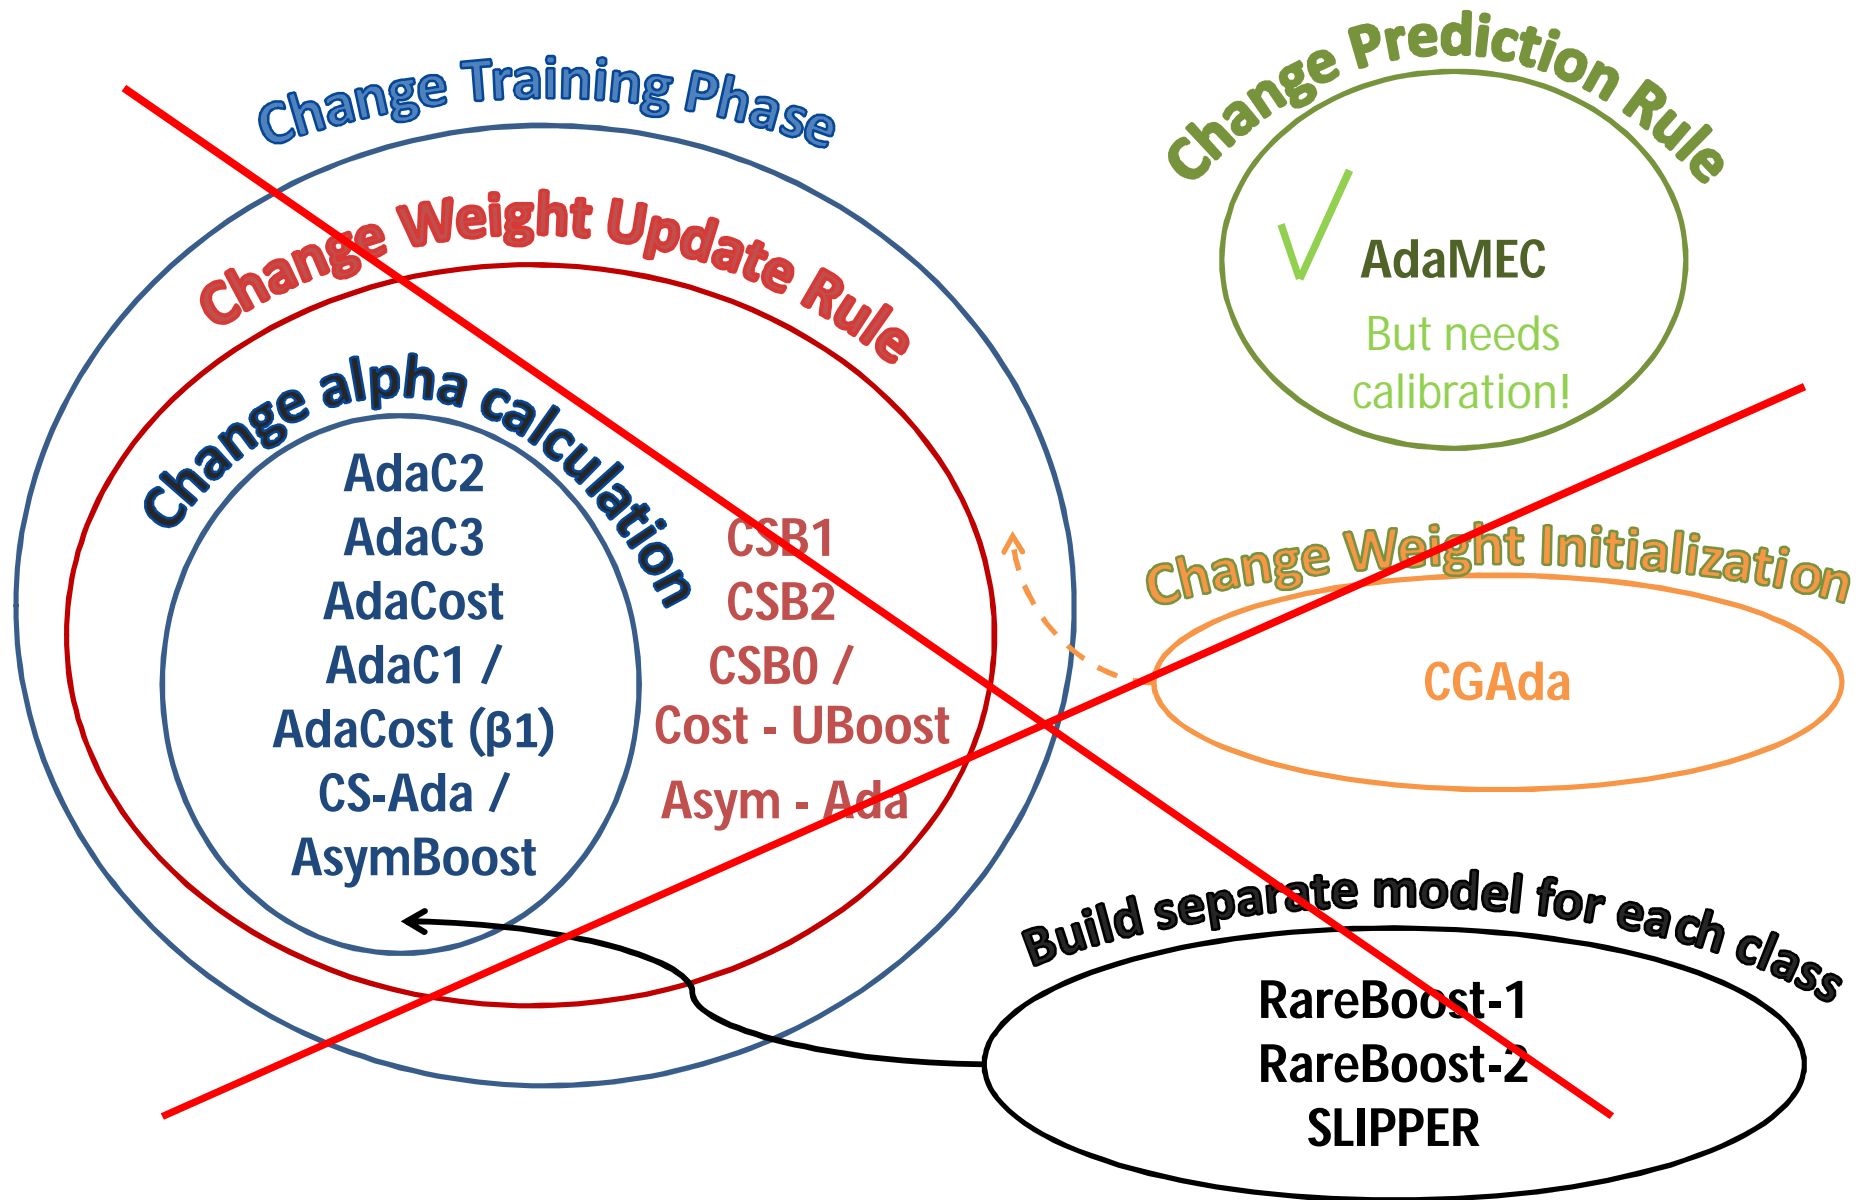 Change Training Phase
Change Weight Update Rule
Change alpha calculation
AdaC2
AdaC3
AdaCost
AdaC1 /
AdaCost (β1)
CS-Ada /
AsymBoost
CSB1
CSB2
CSB0 /
Cost - UBoost
Asym - Ada
Change Prediction Rule
AdaMEC
But needs
calibration!
Change Weight Initialization
CGAda
Build separate model for each class
RareBoost-1
RareBoost-2
SLIPPER